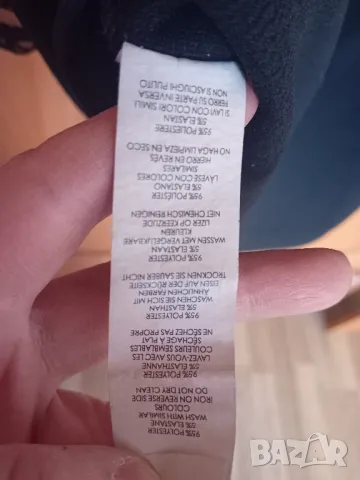 95% POLYESTER
5% ELASTANE
WASH WITH SIMILAR
COLOURS
IRON ON REVERSE SIDE
DO NOT DRY CLEAN
95% POLYESTER
5% ELASTHANNE
LAVEZ-VOUS AVEC LES
COULEURS SEMBLABLES
SÉCHAGE A PLAT
NE SÉCHEZ PAS PROPRE
95% POLYESTER
5% ELASTHAN
WASCHEN SIE SICH MIT
ÄHNLICHEN FARBEN
EISEN AUF DER RÜCKSEITE
TROCKNEN SIE SAUBER NICHT
95% POLYESTER
5% ELASTAAN
WASSEN MET VERGELIJKBARE
KLEUREN
IJZER OP KEERZIJDE
NIET CHEMISCH REINIGEN
95% POLIÉSTER
5% ELASTANO
LÁVESE CON COLORES
SIMILARES
HIERRO EN REVÉS
NO HAGA LIMPIEZA EN SECO
95% POLIESTERE
5% ELASTAN
SI LAVI CON COLORI SIMILI
FERRO SU PARTE INVERSA
NON SI ASCIUGHI PULITO
BAZAR
bg